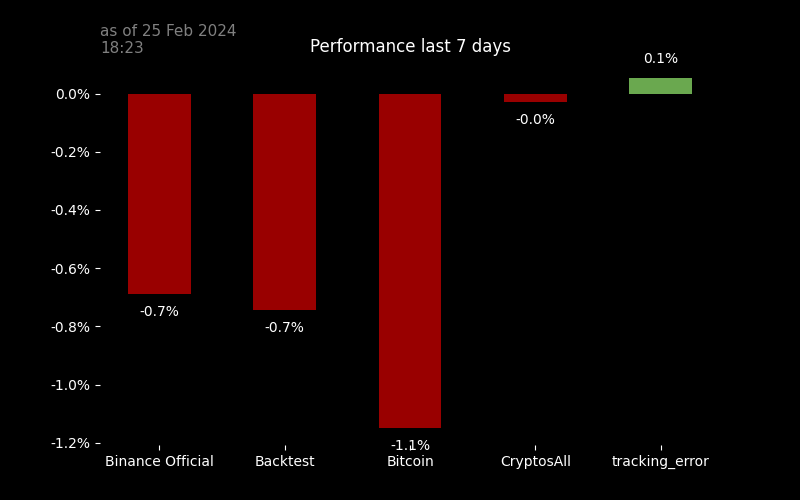 as of 25 Feb 2024
18:23
Performance last 7 days
0.1%
0.0%
-0.0%
-0.2%
-0.4%
-0.6%
-0.7%
-0.7%
-0.8%
-1.0%
-1.2%
-1.1%
Binance Official
Backtest
Bitcoin
CryptosAll
tracking_error